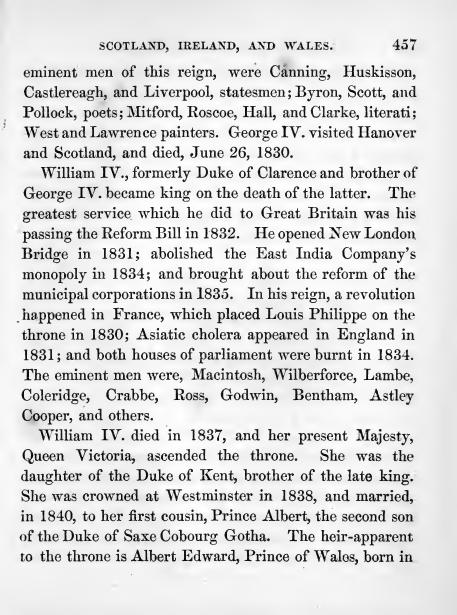 SCOTLAND, IRELAND, AND WALES. 457
eminent men of this reign, were Canning, Huskisson,
Castlereagh, and Liverpool, statesmen; Byron, Scott, and
Pollock, poets; Mitford, Roscoe, Hall, and Clarke, literati;
West and Lawrence painters. George IV. visited Hanover
and Scotland, and died, June 26, 1830.
William IV., formerly Duke of Clarence and brother of
George IV. became king on the death of the latter. The
greatest service which he did to Great Britain was his
passing the Reform Bill in 1832. He opened New London
Bridge in 1831; abolished the East India Company's
monopoly in 1834; and brought about the reform of the
municipal corporations in 1835. In his reign, a revolution
happened in France, which placed Louis Philippe on the
throne in 1830; Asiatic cholera appeared in England in
1831; and both houses of parliament were burnt in 1834.
The eminent men were, Macintosh, Wilberforce, Lambe,
Coleridge, Crabbe, Ross, Godwin, Bentham, Astley
Cooper, and others.
William IV. died in 1837, and her present Majesty,
Queen Victoria, ascended the throne. She was the
daughter of the Duke of Kent, brother of the late king.
She was crowned at Westminster in 1838, and married,
in 1840, to her first cousin, Prince Albert, the second son
of the Duke of Saxe Cobourg Gotha. The heir-apparent
to the throne is Albert Edward, Prince of Wales, born in